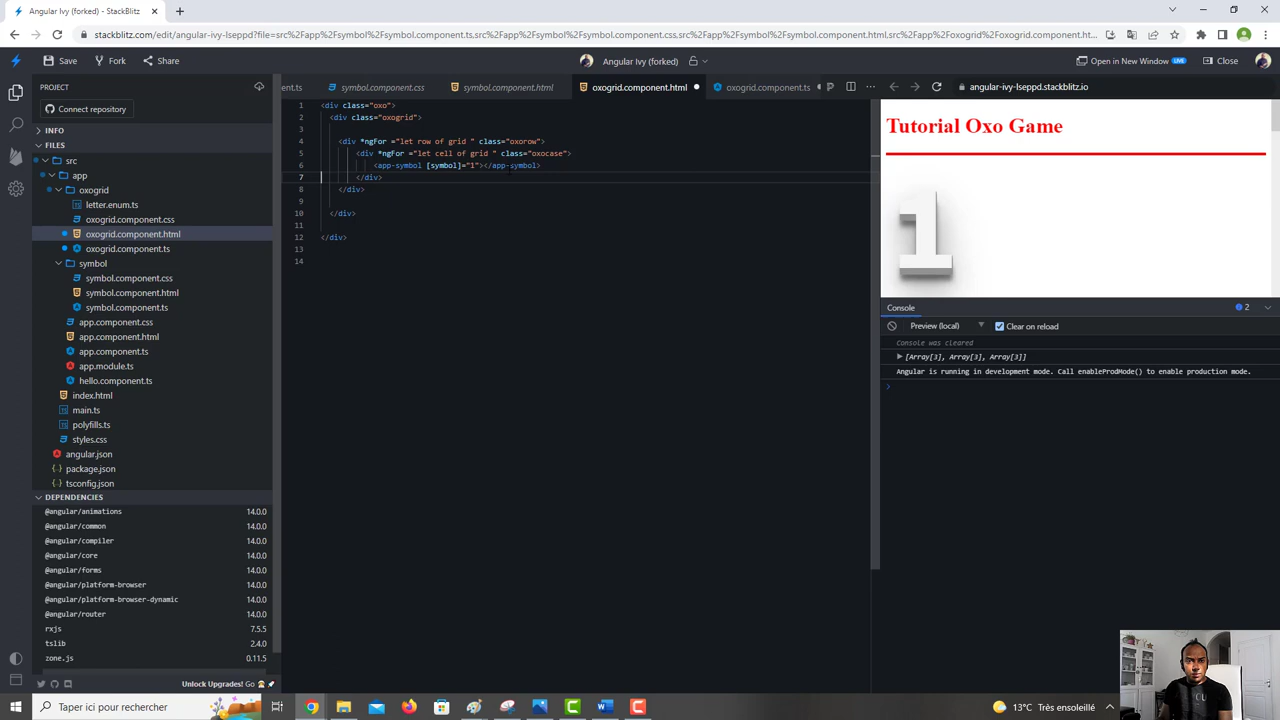 Angular Ivy (forked) - StackBlitz
stackblitz.com/edit/angular-ivy-lseppd?file=src%2Fapp%2Fsymbol%2Fsymbol.component.ts,src%2Fapp%2Fsymbol%2Fsymbol.component.css,src%2Fapp%2Fsymbol%2Fsymbol.component.html,src%2Fapp%2Foxogrid%2Foxogrid.component.html,src%2Fapp%2Foxogrid%2Foxogrid.com...
Save
Fork
Share
Angular Ivy (forked)
Open in New Window LIVE
Close
PROJECT
Connect repository
INFO
FILES
src
app
oxogrid
letter.enum.ts
oxogrid.component.css
oxogrid.component.html
oxogrid.component.ts
symbol
symbol.component.css
symbol.component.html
symbol.component.ts
app.component.css
app.component.html
app.component.ts
app.module.ts
hello.component.ts
index.html
main.ts
polyfills.ts
styles.css
angular.json
package.json
tsconfig.json
DEPENDENCIES
@angular/animations 14.0.0
@angular/common 14.0.0
@angular/compiler 14.0.0
@angular/core 14.0.0
@angular/forms 14.0.0
@angular/platform-browser 14.0.0
@angular/platform-browser-dynamic 14.0.0
@angular/router 14.0.0
rxjs 7.5.5
tslib 2.4.0
zone.js 0.11.5
Unlock Upgrades! Go
ent.ts
symbol.component.css
symbol.component.html
oxogrid.component.html
oxogrid.component.ts
P
1 <div class="oxo">
2 <div class="oxogrid">
3
4 <div *ngFor ="let row of grid " class="oxorow">
5 <div *ngFor ="let cell of grid " class="oxocase">
6 <app-symbol [symbol]="1"></app-symbol>
7 </div>
8 </div>
9
10 </div>
11
12 </div>
13
14
angular-ivy-lseppd.stackblitz.io
Tutorial Oxo Game
1
Console
2
Preview (local)
Clear on reload
Console was cleared
[Array[3], Array[3], Array[3]]
Angular is running in development mode. Call enableProdMode() to enable production mode.
Taper ici pour rechercher
13°C Très ensoleillé